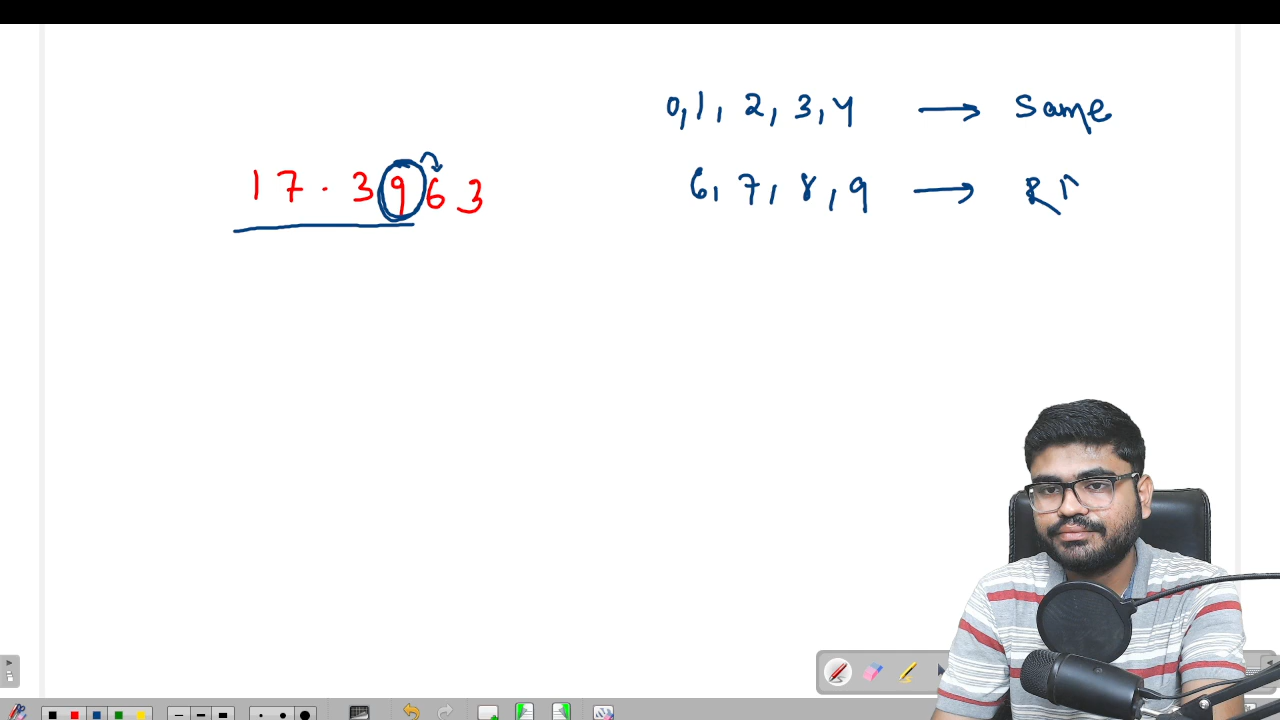 0, 1, 2, 3, 4 → Same
17.3963
6, 7, 8, 9 → R